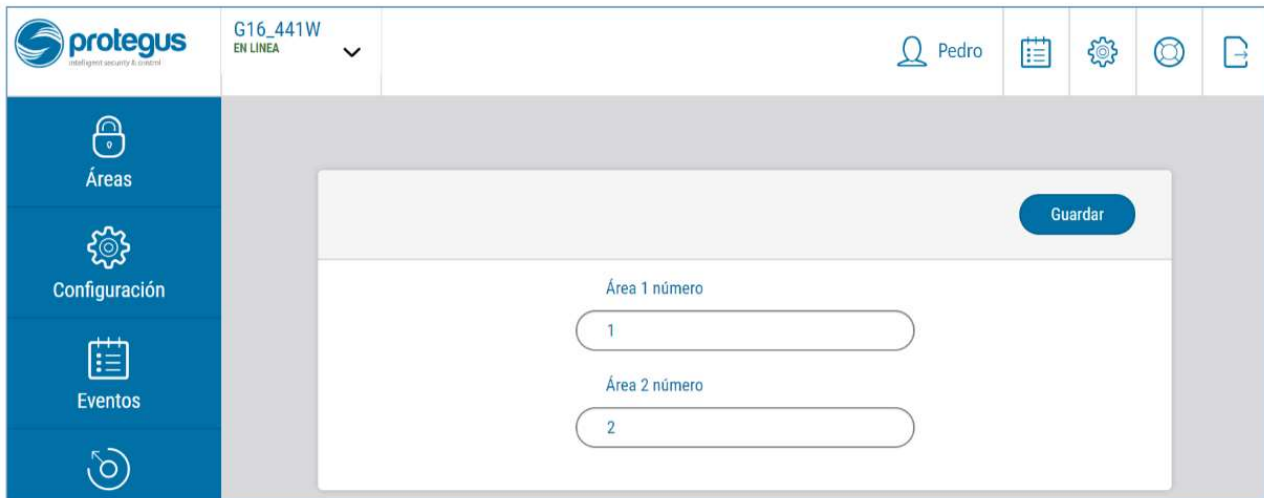 protegus
intelligent security & control
G16_441W
EN LÍNEA
Pedro
Áreas
Configuración
Eventos
Guardar
Área 1 número
1
Área 2 número
2